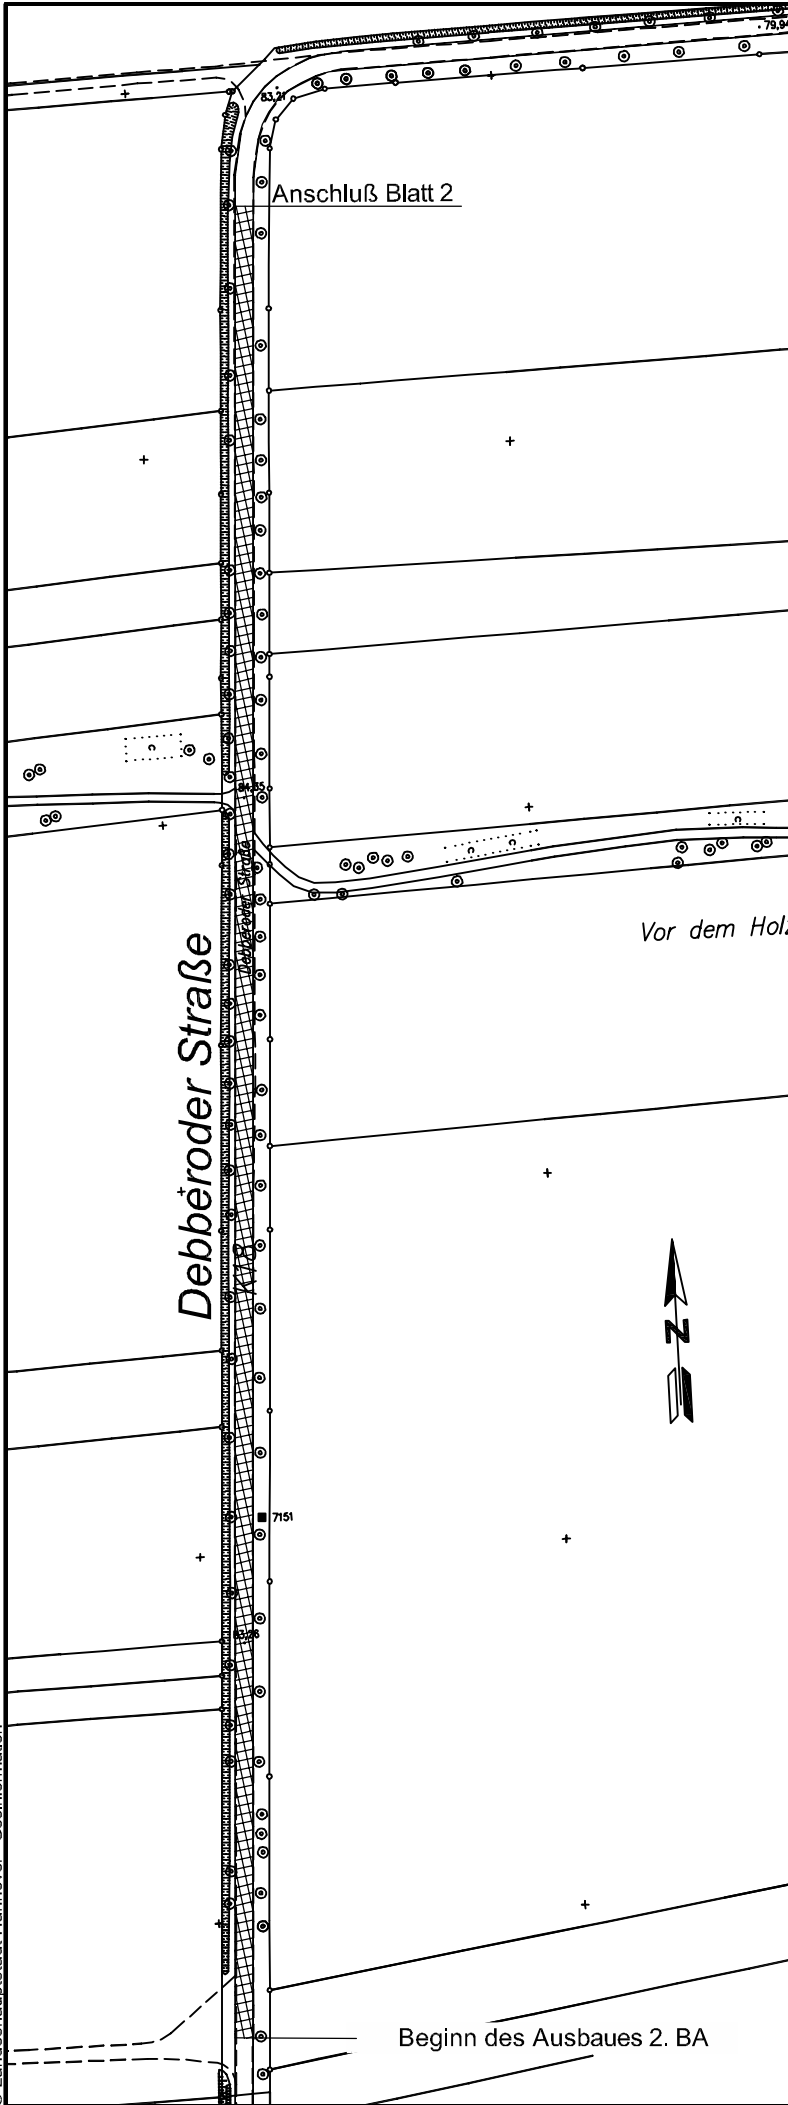 79,94
83,21
Anschluß Blatt 2
84,35
Debberoder Straße
Vor dem Holz
Debberoder Straße
K118
N
7151
83,26
Beginn des Ausbaues 2. BA